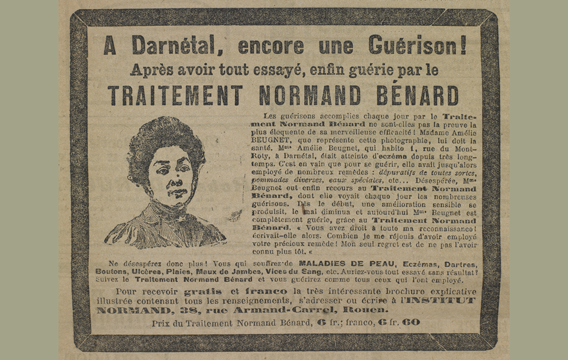 A Darnétal, encore une Guérison!
Après avoir tout essayé, enfin guérie par le
TRAITEMENT NORMAND BÉNARD
Les guérisons accomplies chaque jour par le Traite-
ment Normand Bénard ne sont-elles pas la preuve la
plus éloquente de sa merveilleuse efficacité! Madame Amélie
BEUGNET, que représente cette photographie, lui doit la
santé. Mme Amélie Beugnet, qui habite 1, rue du Mont-
Roty, à Darnétal, était atteinte d'eczéma depuis très long-
temps. C'est en vain que pour se guérir, elle avait jusqu'alors
employé de nombreux remèdes : dépuratifs de toutes sortes,
pommades diverses, eaux spéciales, etc... Désespérée, Mme
Beugnet eut enfin recours au Traitement Normand
Bénard, dont elle voyait chaque jour les nombreuses
guérisons. Dès le début, une amélioration sensible se
produisit, le mal diminua et aujourd'hui Mme Beugnet est
complètement guérie, grâce au Traitement Normand
Bénard. « Vous avez droit à toute ma reconnaissance!
écrivait-elle alors. Combien je me réjouis d'avoir employé
votre précieux remède! Mon seul regret est de ne pas l'avoir
connu plus tôt. »
Ne désespérez donc plus! Vous qui souffrez de MALADIES DE PEAU, Eczémas, Dartres,
Boutons, Ulcères, Plaies, Maux de Jambes, Vices du Sang, etc. Auriez-vous tout essayé sans résultat!
Suivez le Traitement Normand Bénard et vous guérirez comme tous ceux qui l'ont employé.
Pour recevoir gratis et franco la très intéressante brochure explicative
illustrée contenant tous les renseignements, s'adresser ou écrire à l'INSTITUT
NORMAND, 38, rue Armand-Carrel, Rouen.
Prix du Traitement Normand Bénard, 6 fr.; franco, 6 fr. 60